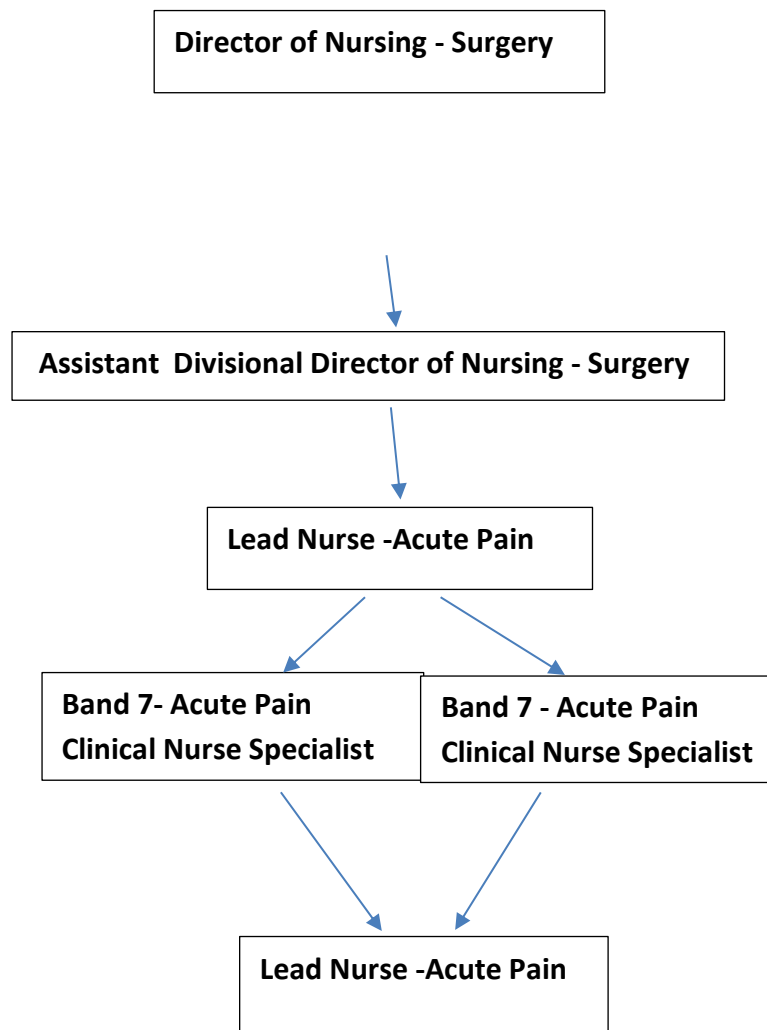 Director of Nursing - Surgery
Assistant  Divisional Director of Nursing - Surgery
Lead Nurse -Acute Pain
Band 7- Acute Pain
Clinical Nurse Specialist
Band 7 - Acute Pain
Clinical Nurse Specialist
Lead Nurse -Acute Pain